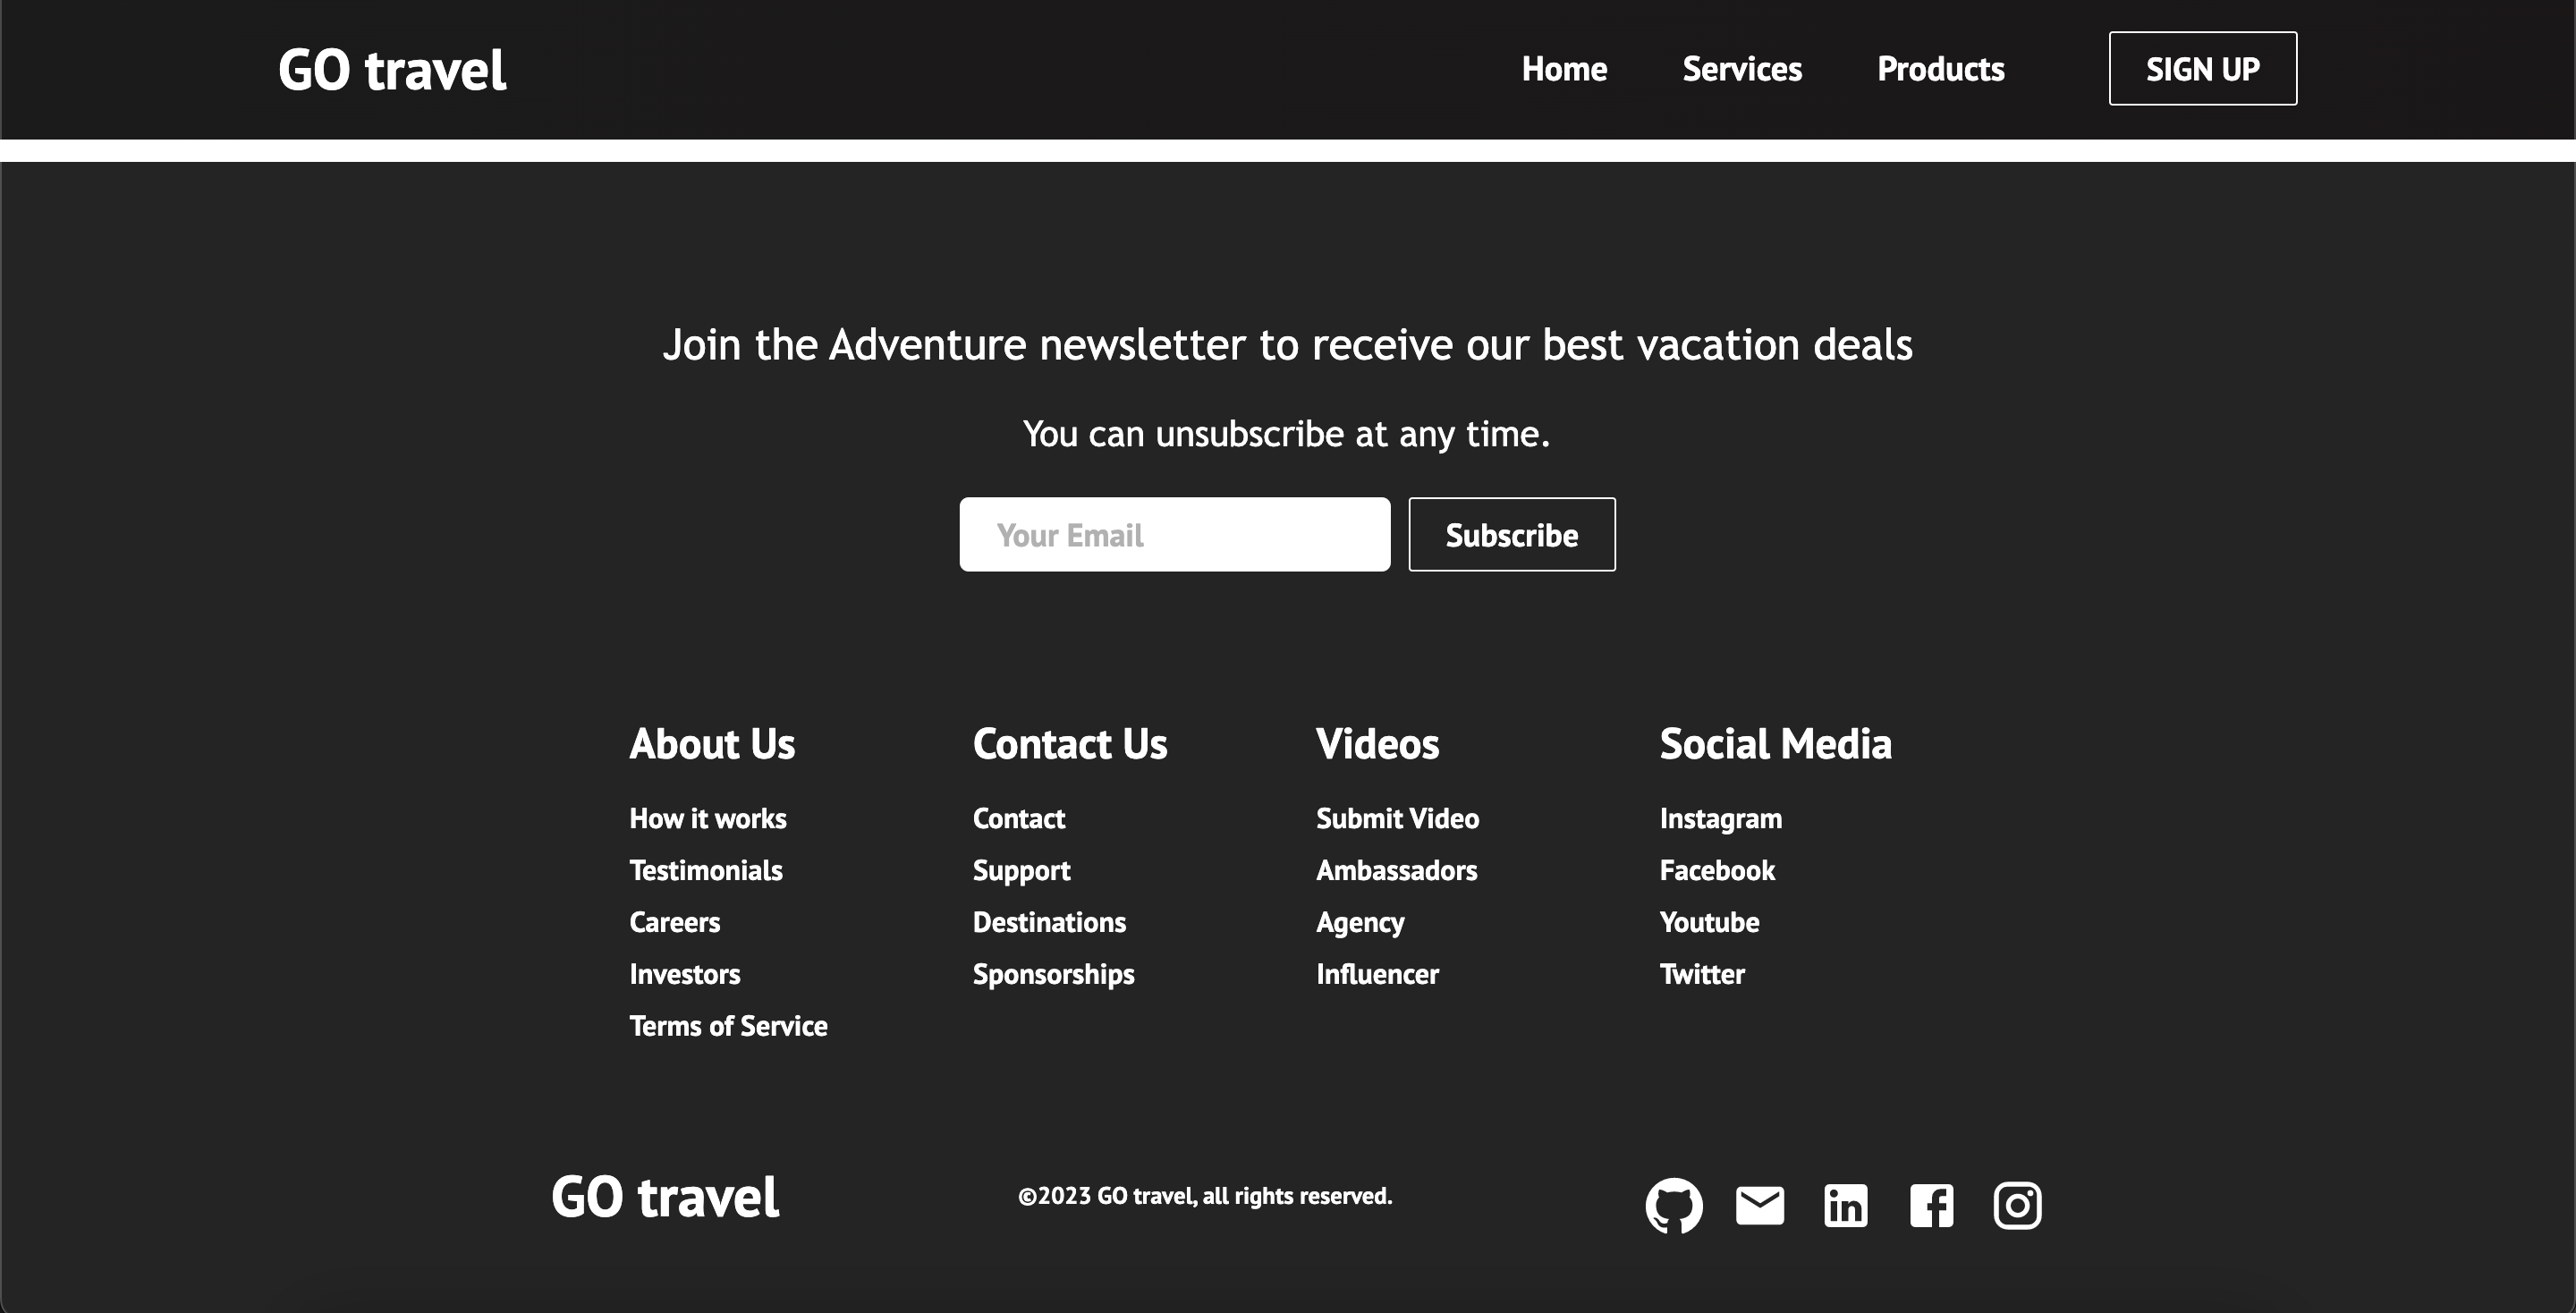 GO travel
Home Services Products SIGN UP
Join the Adventure newsletter to receive our best vacation deals
You can unsubscribe at any time.
Your Email Subscribe
About Us
How it works
Testimonials
Careers
Investors
Terms of Service
Contact Us
Contact
Support
Destinations
Sponsorships
Videos
Submit Video
Ambassadors
Agency
Influencer
Social Media
Instagram
Facebook
Youtube
Twitter
GO travel
©2023 GO travel, all rights reserved.